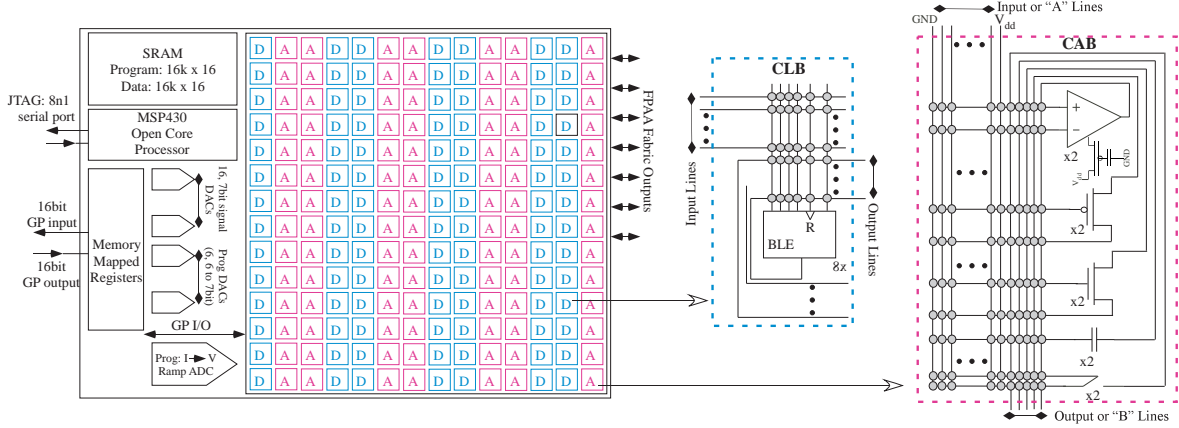 SRAM
Program: 16k x 16
Data: 16k x 16
JTAG: 8n1
serial port
MSP430
Open Core
Processor
16bit
GP input
16bit
GP output
Memory
Mapped
Registers
16, 7bit signal
DACs
Prog DACs
(6, 6 to 7bit)
GP I/O
Prog: I V
Ramp ADC
D A A D D A A D D A A D D A
D A A D D A A D D A A D D A
D A A D D A A D D A A D D A
D A A D D A A D D A A D D A
D A A D D A A D D A A D D A
D A A D D A A D D A A D D A
D A A D D A A D D A A D D A
D A A D D A A D D A A D D A
D A A D D A A D D A A D D A
D A A D D A A D D A A D D A
D A A D D A A D D A A D D A
D A A D D A A D D A A D D A
D A A D D A A D D A A D D A
D A A D D A A D D A A D D A
FPAA Fabric Outputs
CLB
Input Lines
Output Lines
R
BLE
8x
Input or “A” Lines
GND
Vdd
CAB
+
−
x2
GND
Vdd
x2
x2
x2
x2
Output or “B” Lines